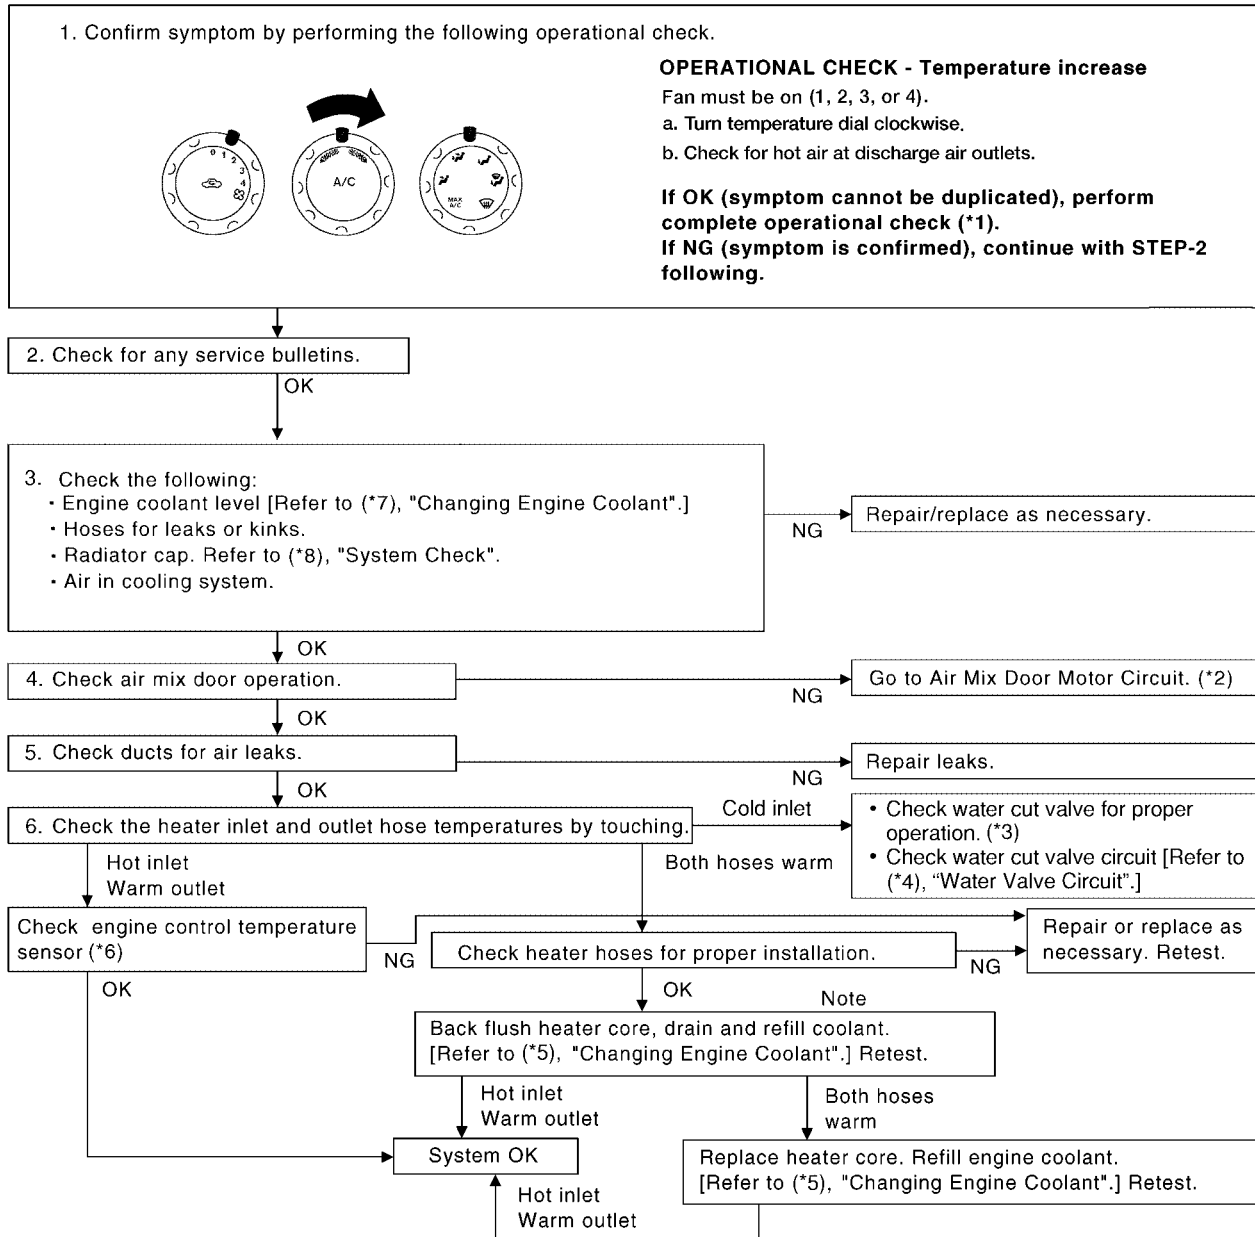 1. Confirm symptom by performing the following operational check.
OPERATIONAL CHECK - Temperature increase
Fan must be on (1, 2, 3, or 4).
a. Turn temperature dial clockwise.
b. Check for hot air at discharge air outlets.
If OK (symptom cannot be duplicated), perform
complete operational check (*1).
If NG (symptom is confirmed), continue with STEP-2
following.
0 1 2 3 4
A/C
MAX
A/C
2. Check for any service bulletins.
OK
3. Check the following:
· Engine coolant level [Refer to (*7), "Changing Engine Coolant".]
· Hoses for leaks or kinks.
· Radiator cap. Refer to (*8), "System Check".
· Air in cooling system.
NG
Repair/replace as necessary.
OK
4. Check air mix door operation.
NG
Go to Air Mix Door Motor Circuit. (*2)
OK
5. Check ducts for air leaks.
NG
Repair leaks.
OK
6. Check the heater inlet and outlet hose temperatures by touching.
Cold inlet
• Check water cut valve for proper
operation. (*3)
• Check water cut valve circuit [Refer to
(*4), “Water Valve Circuit”.]
Hot inlet
Warm outlet
Both hoses warm
Check engine control temperature
sensor (*6)
NG
Check heater hoses for proper installation.
NG
Repair or replace as
necessary. Retest.
OK
OK
Note
Back flush heater core, drain and refill coolant.
[Refer to (*5), "Changing Engine Coolant".] Retest.
Hot inlet
Warm outlet
Both hoses
warm
System OK
Replace heater core. Refill engine coolant.
[Refer to (*5), "Changing Engine Coolant".] Retest.
Hot inlet
Warm outlet